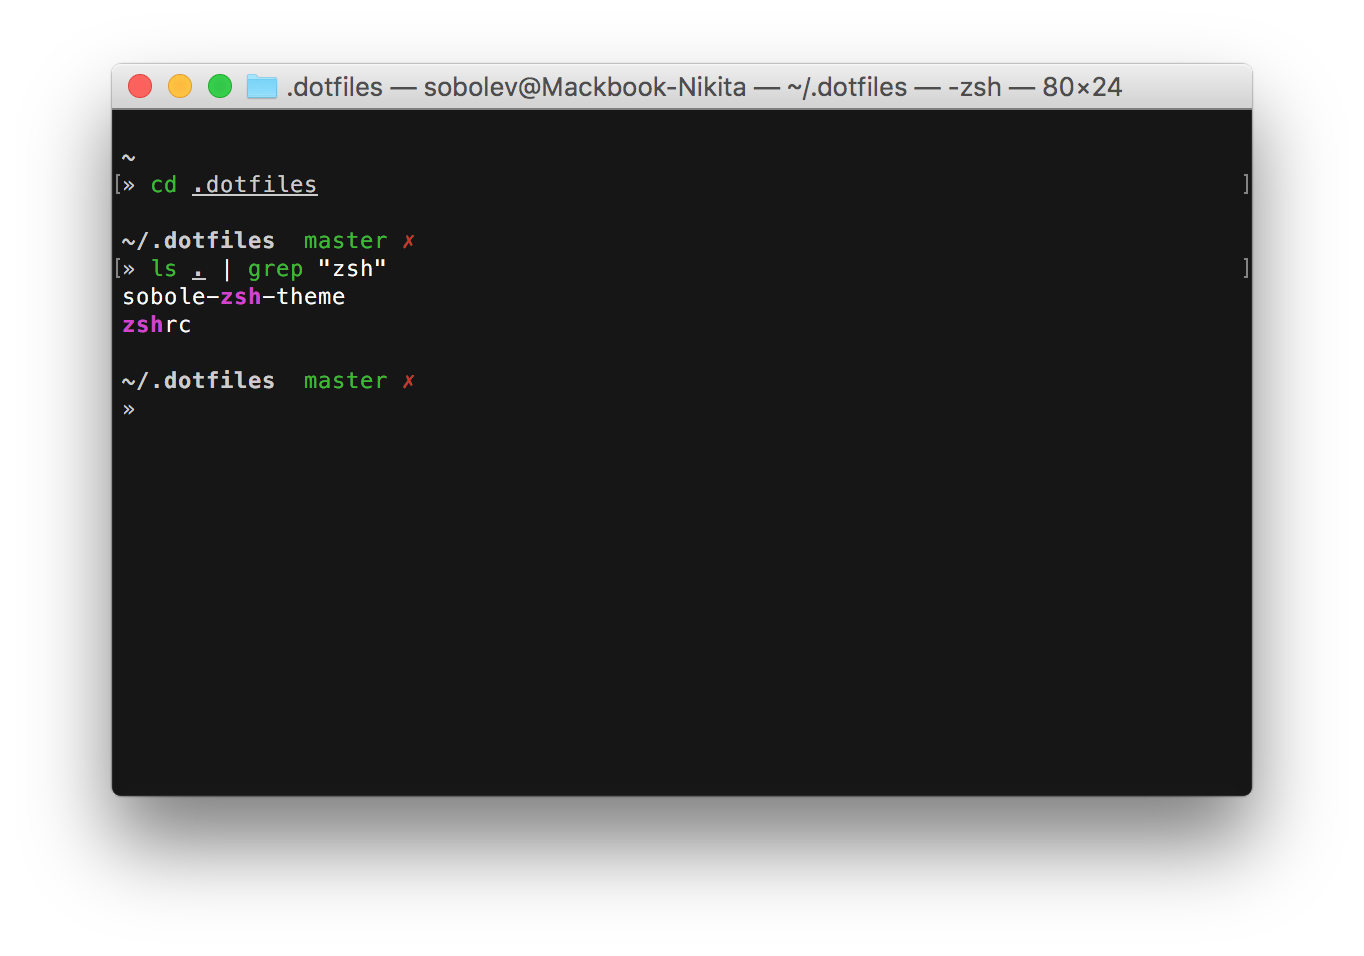 .dotfiles — sobolev@Mackbook-Nikita — ~/.dotfiles — -zsh — 80×24
~
[» cd .dotfiles ]
~/.dotfiles  master ✗
[» ls . | grep "zsh" ]
sobole-zsh-theme
zshrc
~/.dotfiles  master ✗
»